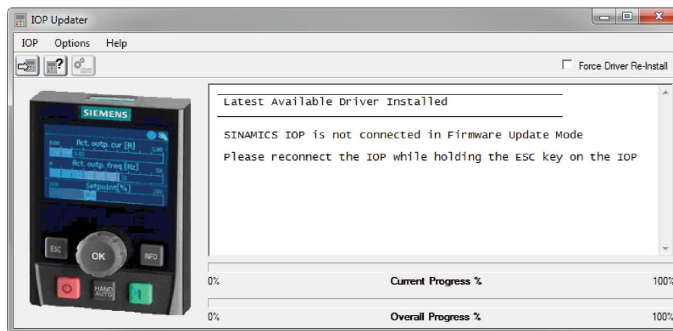 IOP Updater
IOP Options Help
Force Driver Re-Install
SIEMENS
Act. outp. cur [A]
Act. outp. freq [Hz]
Setpoint[%]
ESC
OK
INFO
HAND
AUTO
Latest Available Driver Installed
SINAMICS IOP is not connected in Firmware Update Mode
Please reconnect the IOP while holding the ESC key on the IOP
0% Current Progress % 100%
0% Overall Progress % 100%